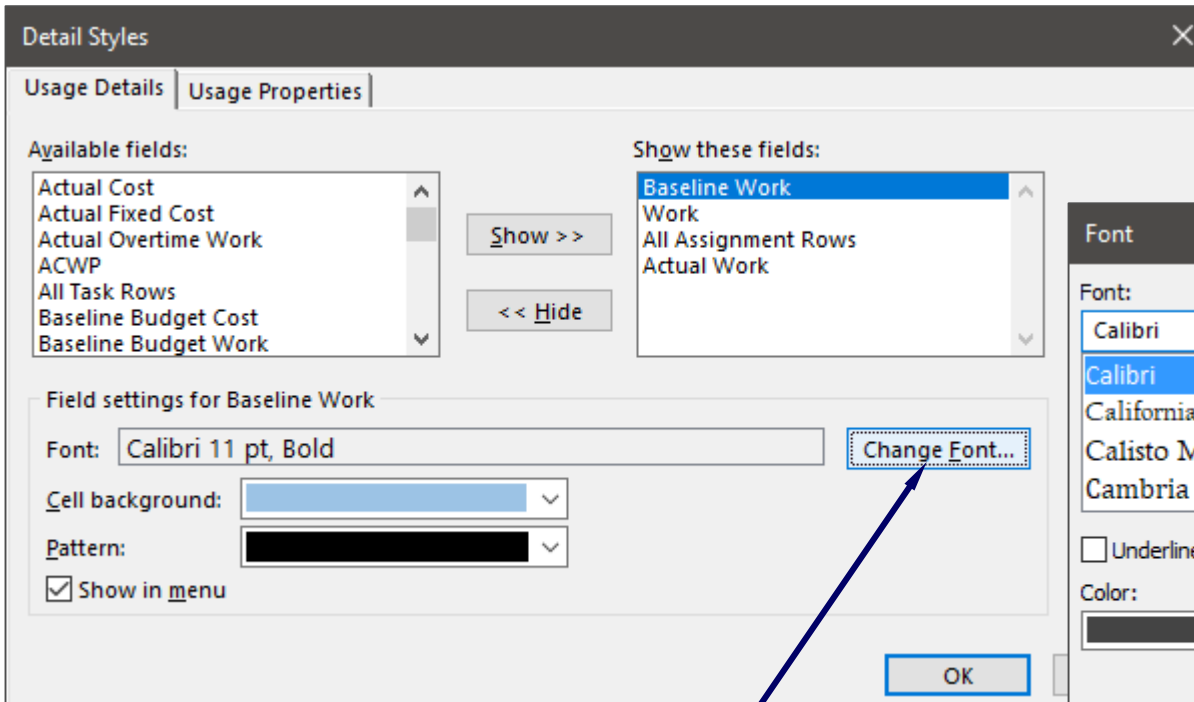 Detail Styles
Usage Details
Usage Properties
Available fields:
Actual Cost
Actual Fixed Cost
Actual Overtime Work
ACWP
All Task Rows
Baseline Budget Cost
Baseline Budget Work
Show >>
<< Hide
Show these fields:
Baseline Work
Work
All Assignment Rows
Actual Work
Field settings for Baseline Work
Font: Calibri 11 pt, Bold
Change Font...
Cell background:
Pattern:
Show in menu
OK
Font
Font:
Calibri
Calibri
California
Calisto M
Cambria
Underline
Color: